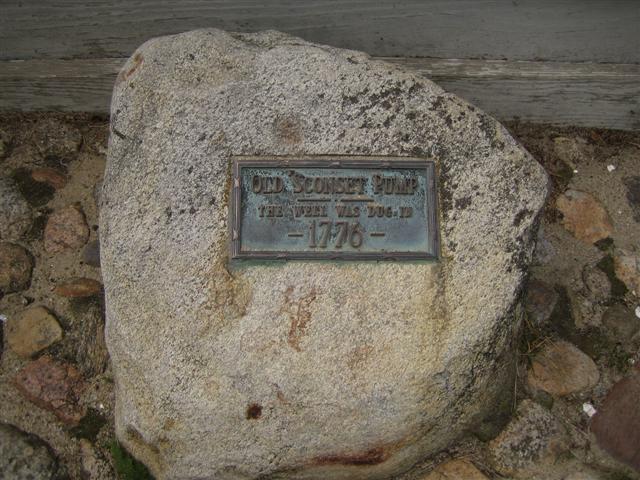 OLD 'SCONSET PUMP
THE WELL WAS DUG IN
–1776–